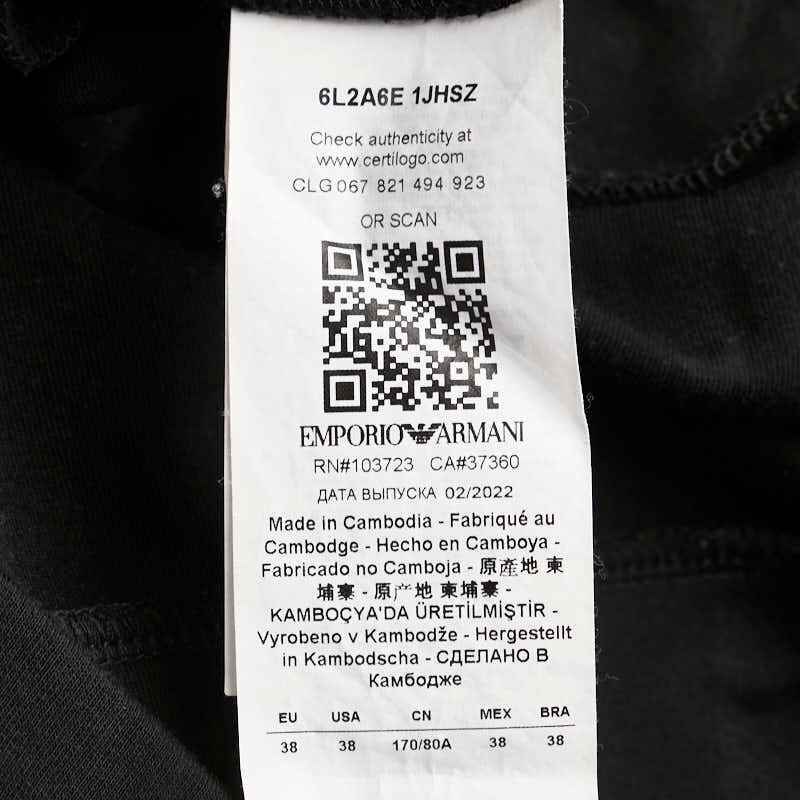 6L2A6E 1JHSZ
Check authenticity at
www.certilogo.com
CLG 067 821 494 923
OR SCAN
EMPORIO ARMANI
RN#103723 CA#37360
ДАТА ВЫПУСКА 02/2022
Made in Cambodia - Fabriqué au
Cambodge - Hecho en Camboya -
Fabricado no Camboja - 原產地 柬
埔寨 - 原产地 柬埔寨 -
KAMBOÇYA'DA ÜRETİLMİŞTİR -
Vyrobeno v Kambodže - Hergestellt
in Kambodscha - СДЕЛАНО В
Камбодже
EU USA CN MEX BRA
38 38 170/80A 38 38